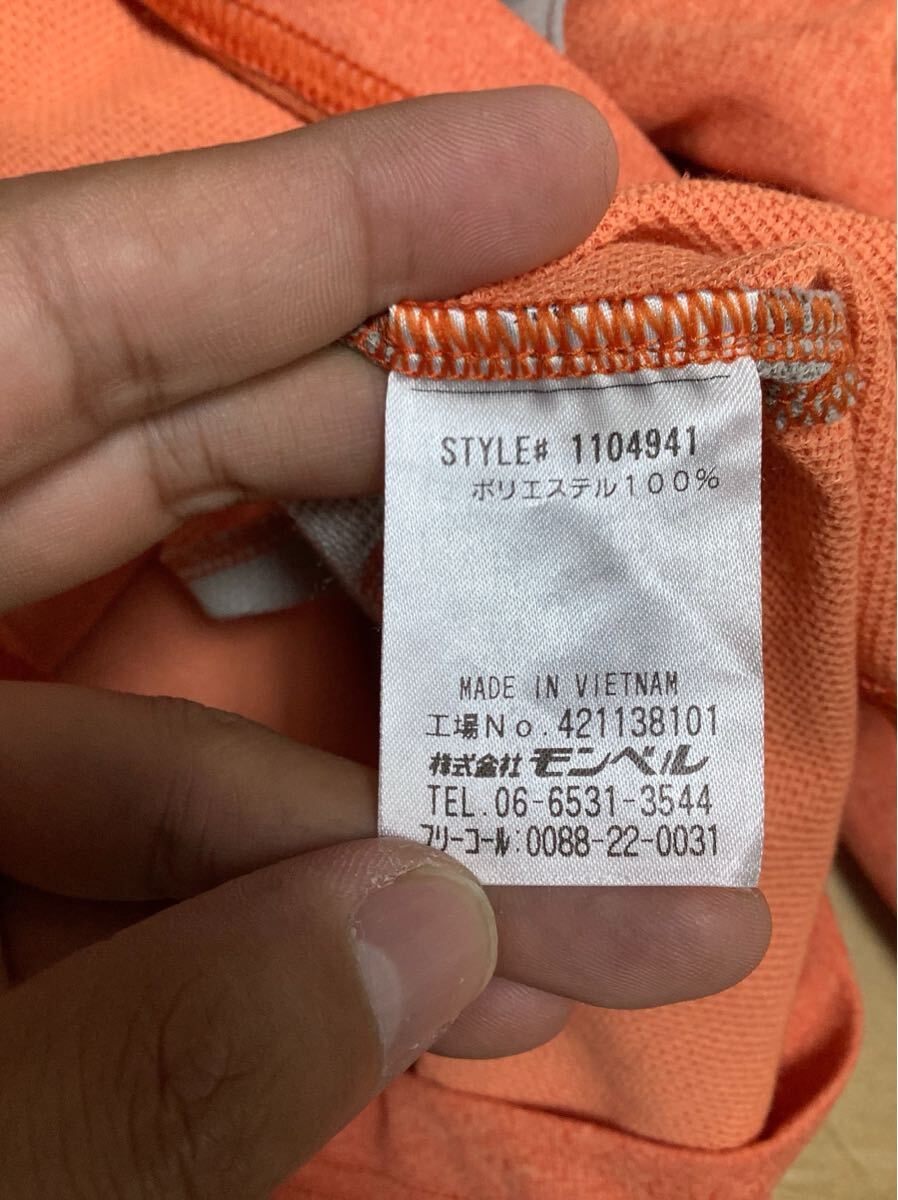 STYLE# 1104941
ポリエステル100%
MADE IN VIETNAM
工場No.421138101
株式会社モンベル
TEL.06-6531-3544
フリーコール:0088-22-0031